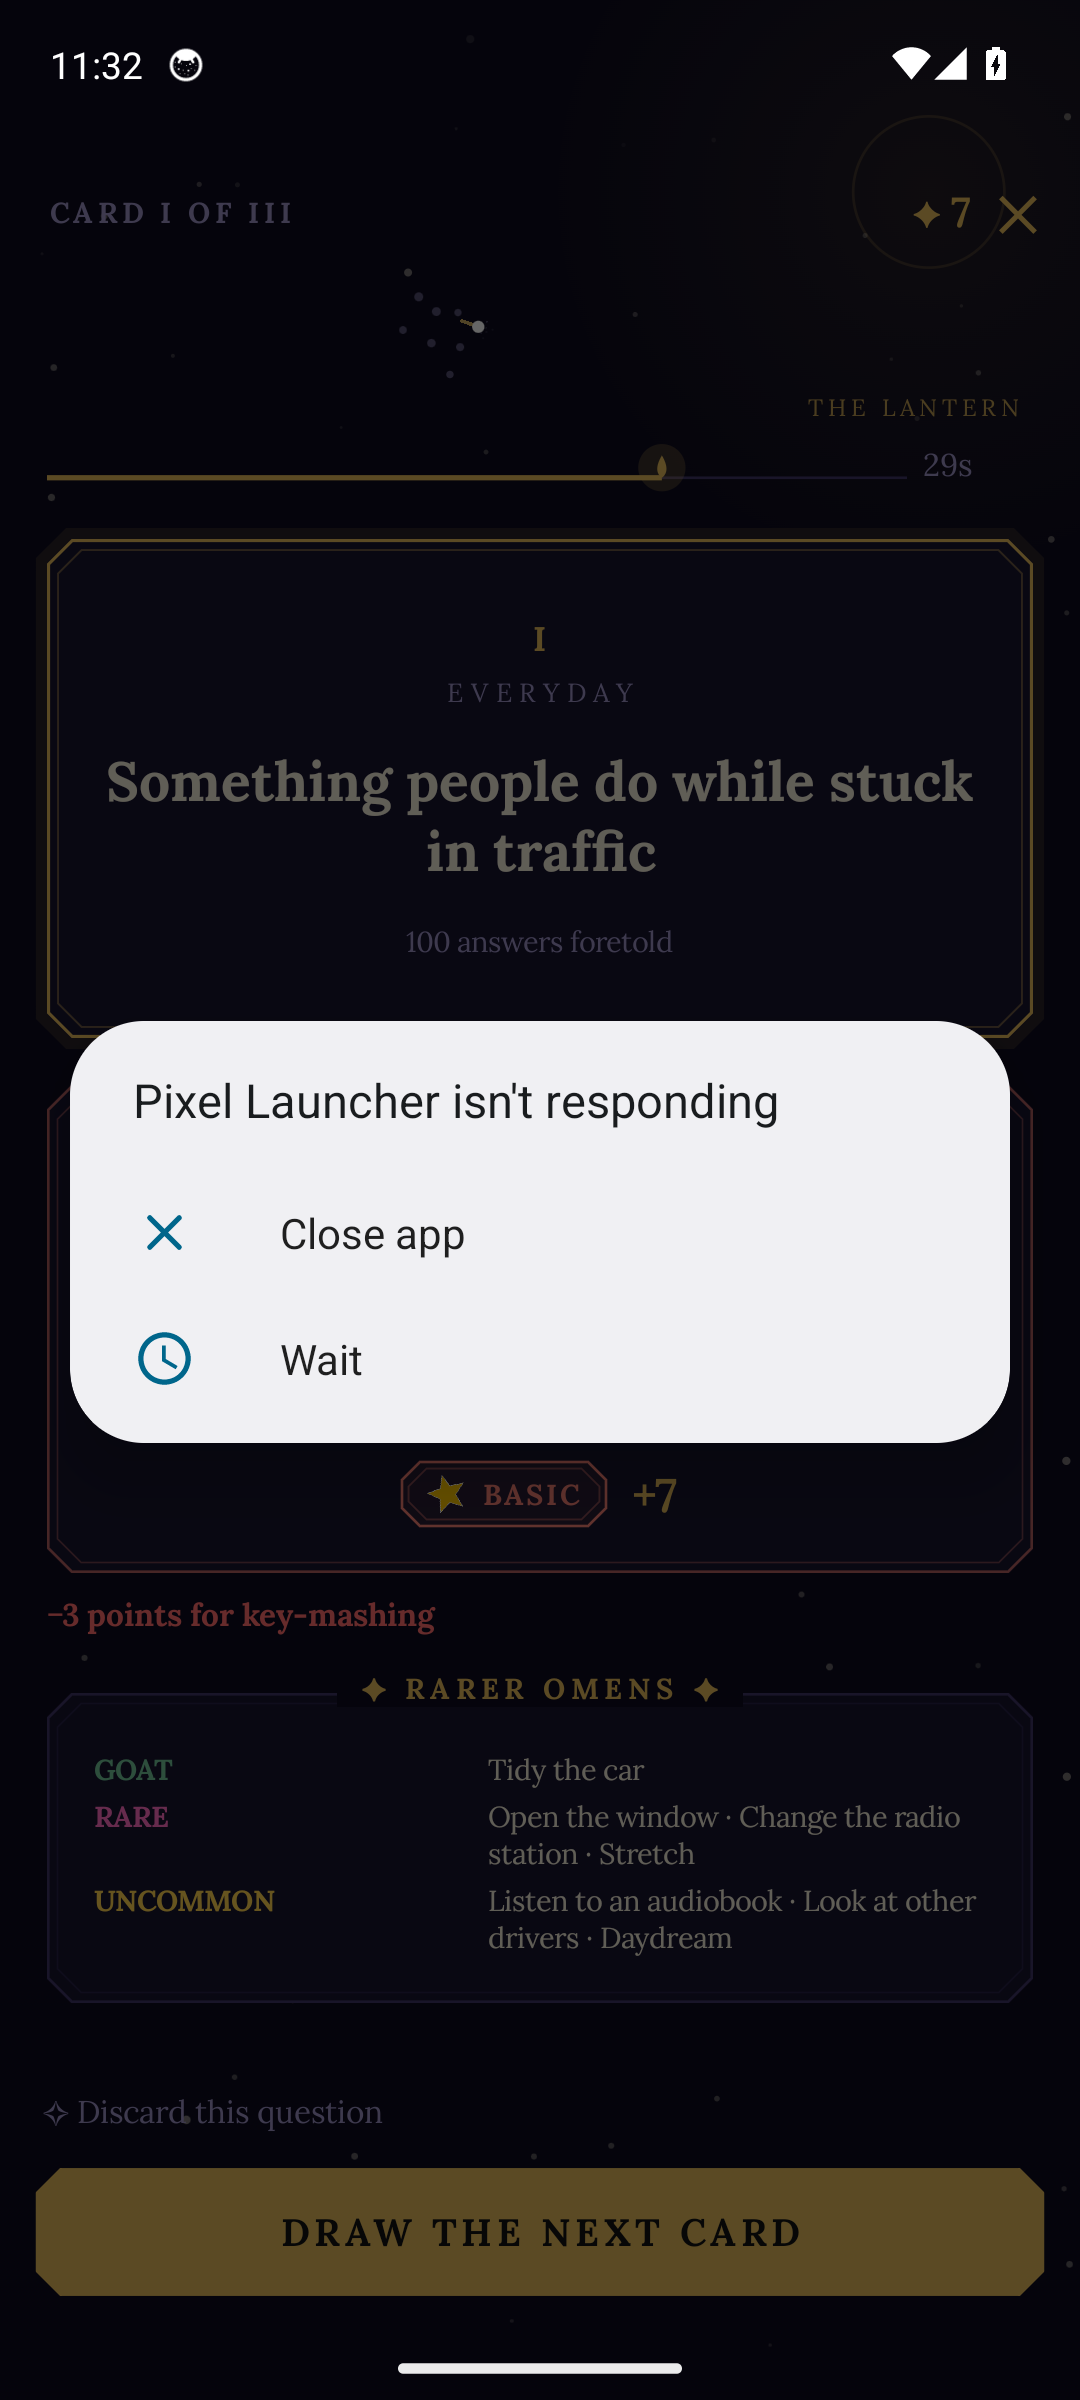 11:32
CARD I OF III
7
THE LANTERN
29s
I
EVERYDAY
Something people do while stuck
in traffic
100 answers foretold
Pixel Launcher isn't responding
Close app
Wait
BASIC +7
−3 points for key-mashing
RARER OMENS
GOAT Tidy the car
RARE Open the window · Change the radio
station · Stretch
UNCOMMON Listen to an audiobook · Look at other
drivers · Daydream
Discard this question
DRAW THE NEXT CARD